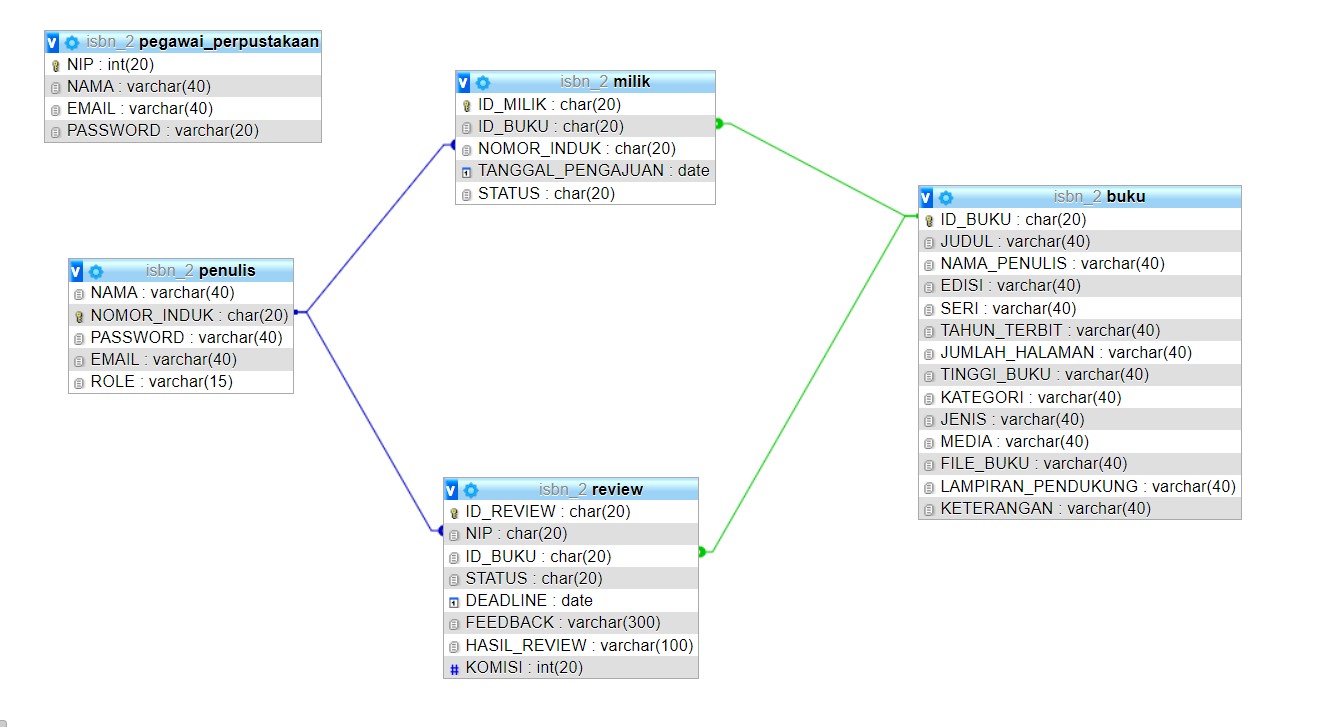 isbn_2 pegawai_perpustakaan
NIP : int(20)
NAMA : varchar(40)
EMAIL : varchar(40)
PASSWORD : varchar(20)
isbn_2 milik
ID_MILIK : char(20)
ID_BUKU : char(20)
NOMOR_INDUK : char(20)
TANGGAL_PENGAJUAN : date
STATUS : char(20)
isbn_2 penulis
NAMA : varchar(40)
NOMOR_INDUK : char(20)
PASSWORD : varchar(40)
EMAIL : varchar(40)
ROLE : varchar(15)
isbn_2 buku
ID_BUKU : char(20)
JUDUL : varchar(40)
NAMA_PENULIS : varchar(40)
EDISI : varchar(40)
SERI : varchar(40)
TAHUN_TERBIT : varchar(40)
JUMLAH_HALAMAN : varchar(40)
TINGGI_BUKU : varchar(40)
KATEGORI : varchar(40)
JENIS : varchar(40)
MEDIA : varchar(40)
FILE_BUKU : varchar(40)
LAMPIRAN_PENDUKUNG : varchar(40)
KETERANGAN : varchar(40)
isbn_2 review
ID_REVIEW : char(20)
NIP : char(20)
ID_BUKU : char(20)
STATUS : char(20)
DEADLINE : date
FEEDBACK : varchar(300)
HASIL_REVIEW : varchar(100)
# KOMISI : int(20)